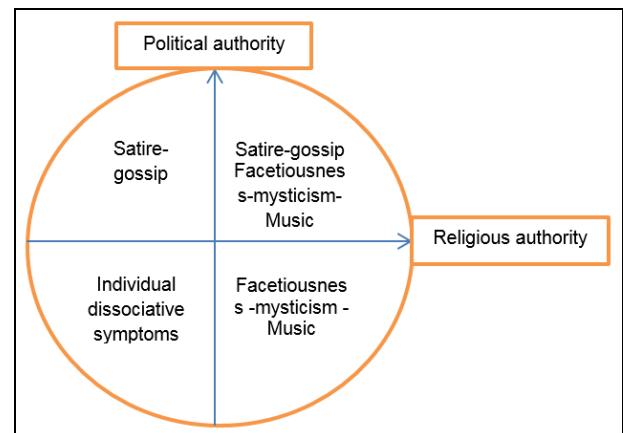 Political authority
Satire-
gossip
Satire-gossip
Facetiousnes
s-mysticism-
Music
Religious authority
Individual
dissociative
symptoms
Facetiousnes
s -mysticism -
Music